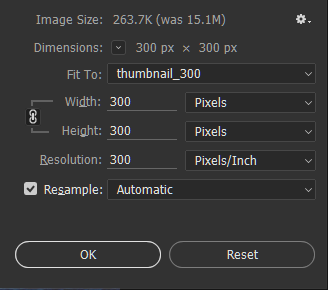 Image Size: 263.7K (was 15.1M)
Dimensions: 300 px × 300 px
Fit To: thumbnail_300
Width: 300 Pixels
Height: 300 Pixels
Resolution: 300 Pixels/Inch
Resample: Automatic
OK Reset